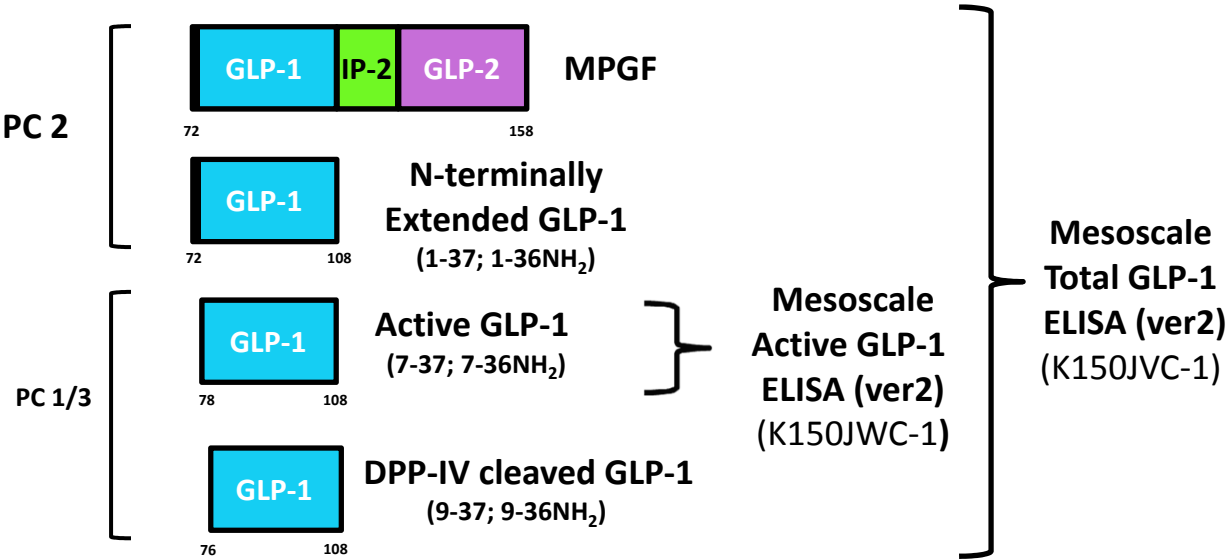 PC 2
GLP-1 IP-2 GLP-2
MPGF
72 158
GLP-1
72 108
N-terminally
Extended GLP-1
(1-37; 1-36NH₂)
PC 1/3
GLP-1
78 108
Active GLP-1
(7-37; 7-36NH₂)
GLP-1
76 108
DPP-IV cleaved GLP-1
(9-37; 9-36NH₂)
Mesoscale
Active GLP-1
ELISA (ver2)
(K150JWC-1)
Mesoscale
Total GLP-1
ELISA (ver2)
(K150JVC-1)